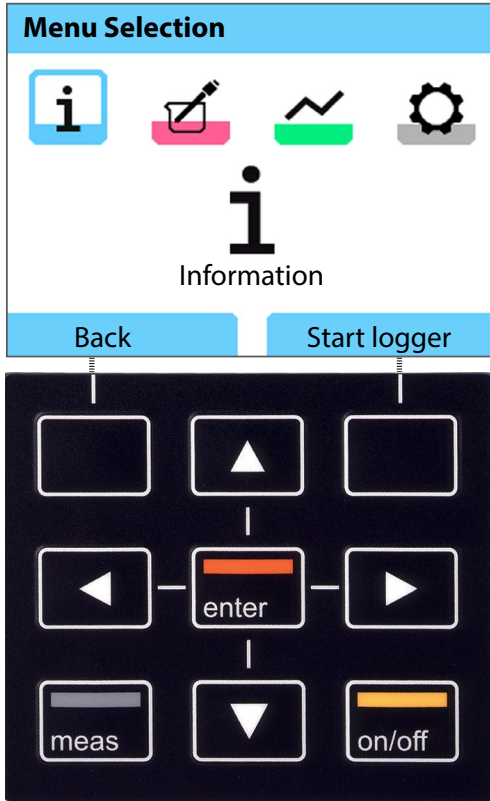 Menu Selection
i
i
Information
Back Start logger
enter
meas on/off